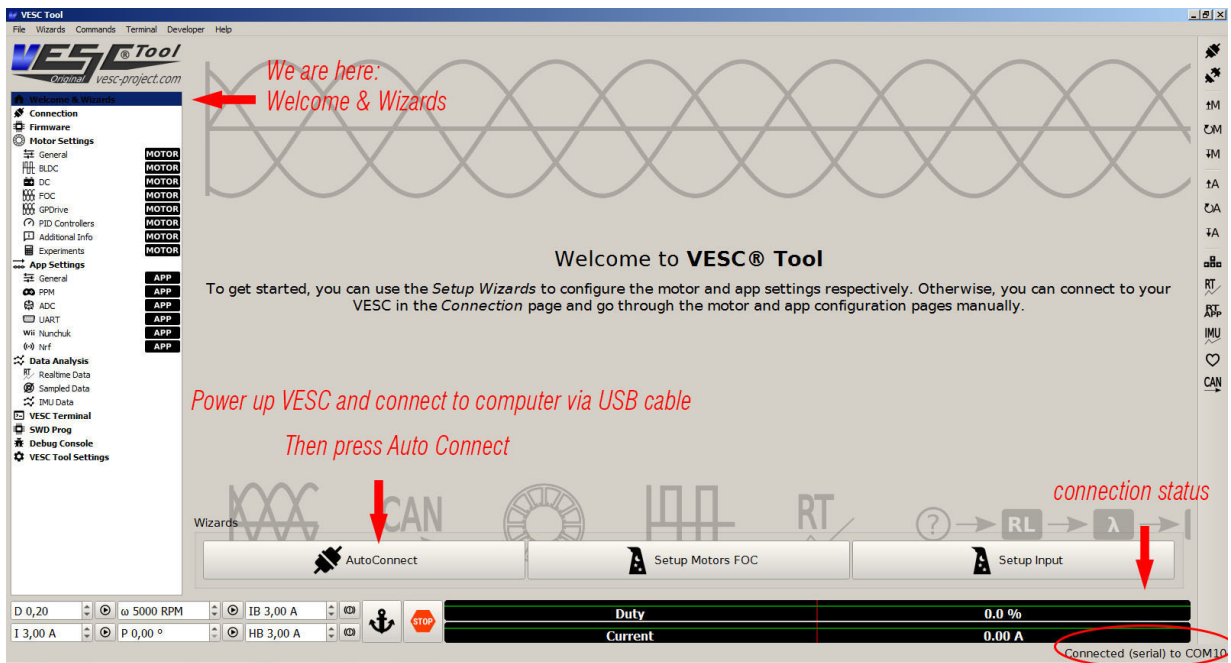 VESC Tool
File Wizards Commands Terminal Developer Help
VESC® Tool
Original vesc-project.com
Welcome & Wizards
Connection
Firmware
Motor Settings
General MOTOR
BLDC MOTOR
DC MOTOR
FOC MOTOR
GPDrive MOTOR
PID Controllers MOTOR
Additional Info MOTOR
Experiments MOTOR
App Settings
General APP
PPM APP
ADC APP
UART APP
Wii Nunchuk APP
Nrf APP
Data Analysis
RT Realtime Data
Sampled Data
IMU Data
VESC Terminal
SWD Prog
Debug Console
VESC Tool Settings
We are here:
Welcome & Wizards
Welcome to VESC® Tool
To get started, you can use the Setup Wizards to configure the motor and app settings respectively. Otherwise, you can connect to your
VESC in the Connection page and go through the motor and app configuration pages manually.
Power up VESC and connect to computer via USB cable
Then press Auto Connect
connection status
CAN
RT
? RL λ
Wizards
AutoConnect
Setup Motors FOC
Setup Input
M
M
M
A
A
A
RT
RT
APP
IMU
CAN
D 0,20 ω 5000 RPM IB 3,00 A
I 3,00 A P 0,00 º HB 3,00 A
STOP
Duty 0.0 %
Current 0.00 A
Connected (serial) to COM10